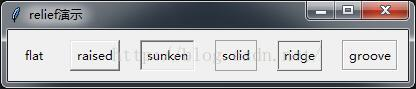 relief演示
flat raised sunken solid ridge groove